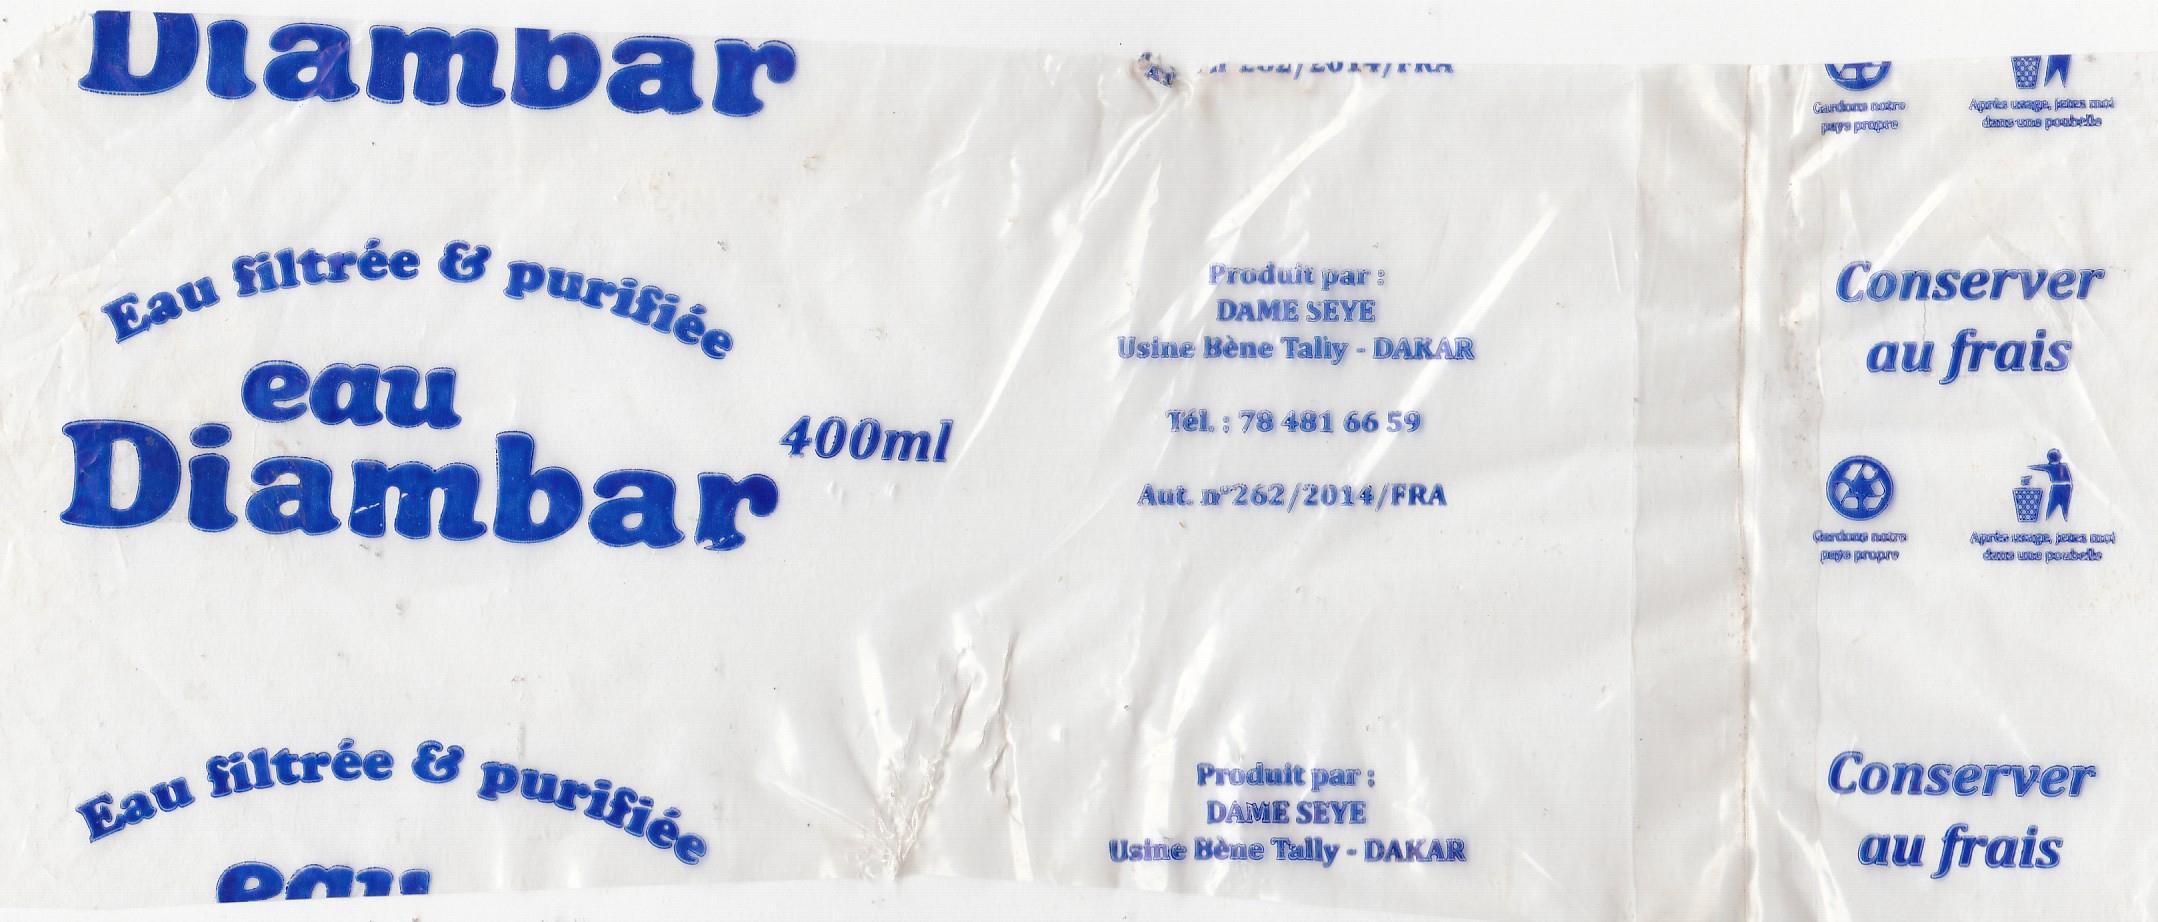 Diambar
Eau filtrée & purifiée
eau
Diambar
400ml
Eau filtrée & purifiée
eau
n°262/2014/FRA
Produit par :
DAME SEYE
Usine Bène Tally - DAKAR
Tél. : 78 481 66 59
Aut. n°262/2014/FRA
Produit par :
DAME SEYE
Usine Bène Tally - DAKAR
Gardons notre
pays propre
Après usage, jetez moi
dans une poubelle
Conserver
au frais
Gardons notre
pays propre
Après usage, jetez moi
dans une poubelle
Conserver
au frais